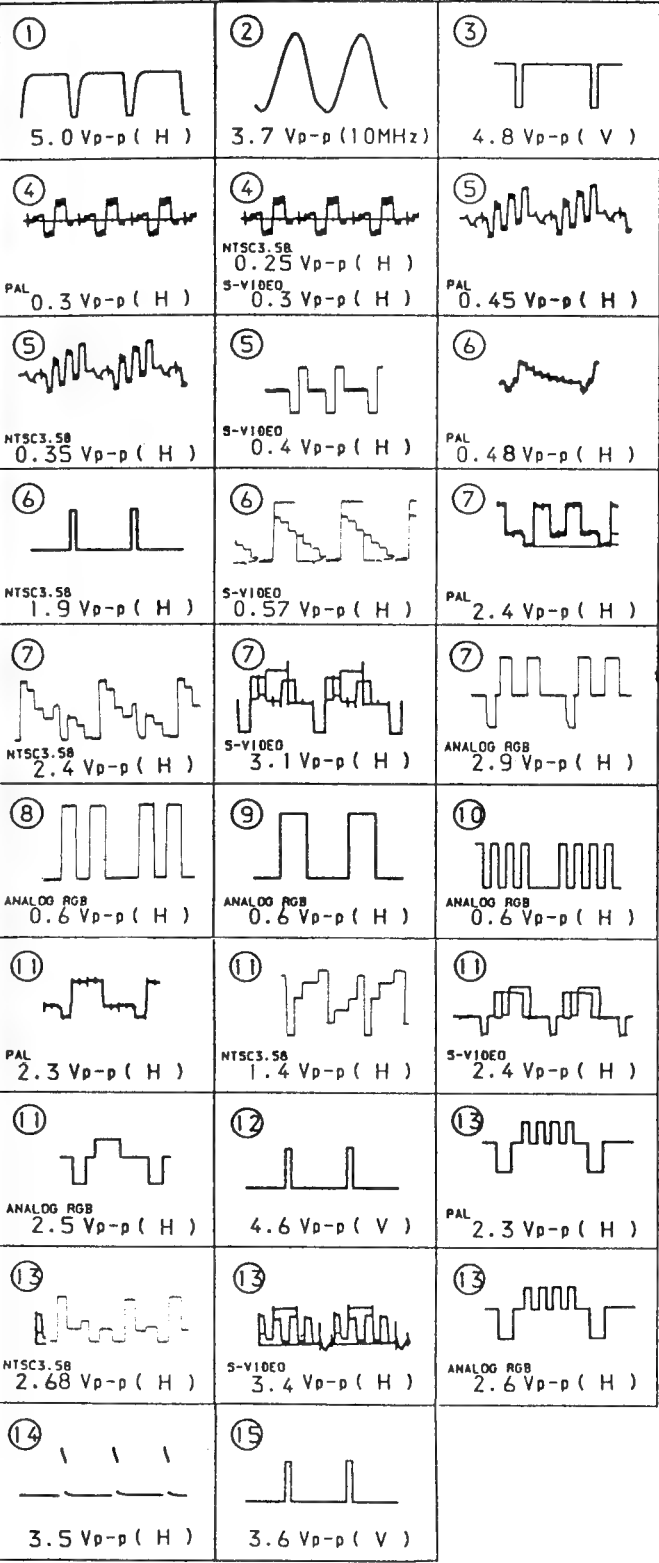 ①
5.0 Vp-p ( H )
②
3.7 Vp-p (10MHz)
③
4.8 Vp-p ( V )
④
PAL
0.3 Vp-p ( H )
④
NTSC3.58
0.25 Vp-p ( H )
S-VIDEO
0.3 Vp-p ( H )
⑤
PAL
0.45 Vp-p ( H )
⑤
NTSC3.58
0.35 Vp-p ( H )
⑤
S-VIDEO
0.4 Vp-p ( H )
⑥
PAL
0.48 Vp-p ( H )
⑥
NTSC3.58
1.9 Vp-p ( H )
⑥
S-VIDEO
0.57 Vp-p ( H )
⑦
PAL
2.4 Vp-p ( H )
⑦
NTSC3.58
2.4 Vp-p ( H )
⑦
S-VIDEO
3.1 Vp-p ( H )
⑦
ANALOG RGB
2.9 Vp-p ( H )
⑧
ANALOG RGB
0.6 Vp-p ( H )
⑨
ANALOG RGB
0.6 Vp-p ( H )
⑩
ANALOG RGB
0.6 Vp-p ( H )
⑪
PAL
2.3 Vp-p ( H )
⑪
NTSC3.58
1.4 Vp-p ( H )
⑪
S-VIDEO
2.4 Vp-p ( H )
⑪
ANALOG RGB
2.5 Vp-p ( H )
⑫
4.6 Vp-p ( V )
⑬
PAL
2.3 Vp-p ( H )
⑬
NTSC3.58
2.68 Vp-p ( H )
⑬
S-VIDEO
3.4 Vp-p ( H )
⑬
ANALOG RGB
2.6 Vp-p ( H )
⑭
3.5 Vp-p ( H )
⑮
3.6 Vp-p ( V )